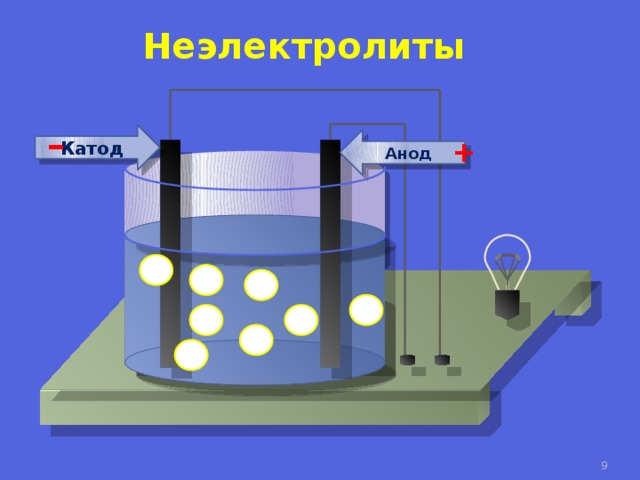 Неэлектролиты
− Катод
Анод +
9